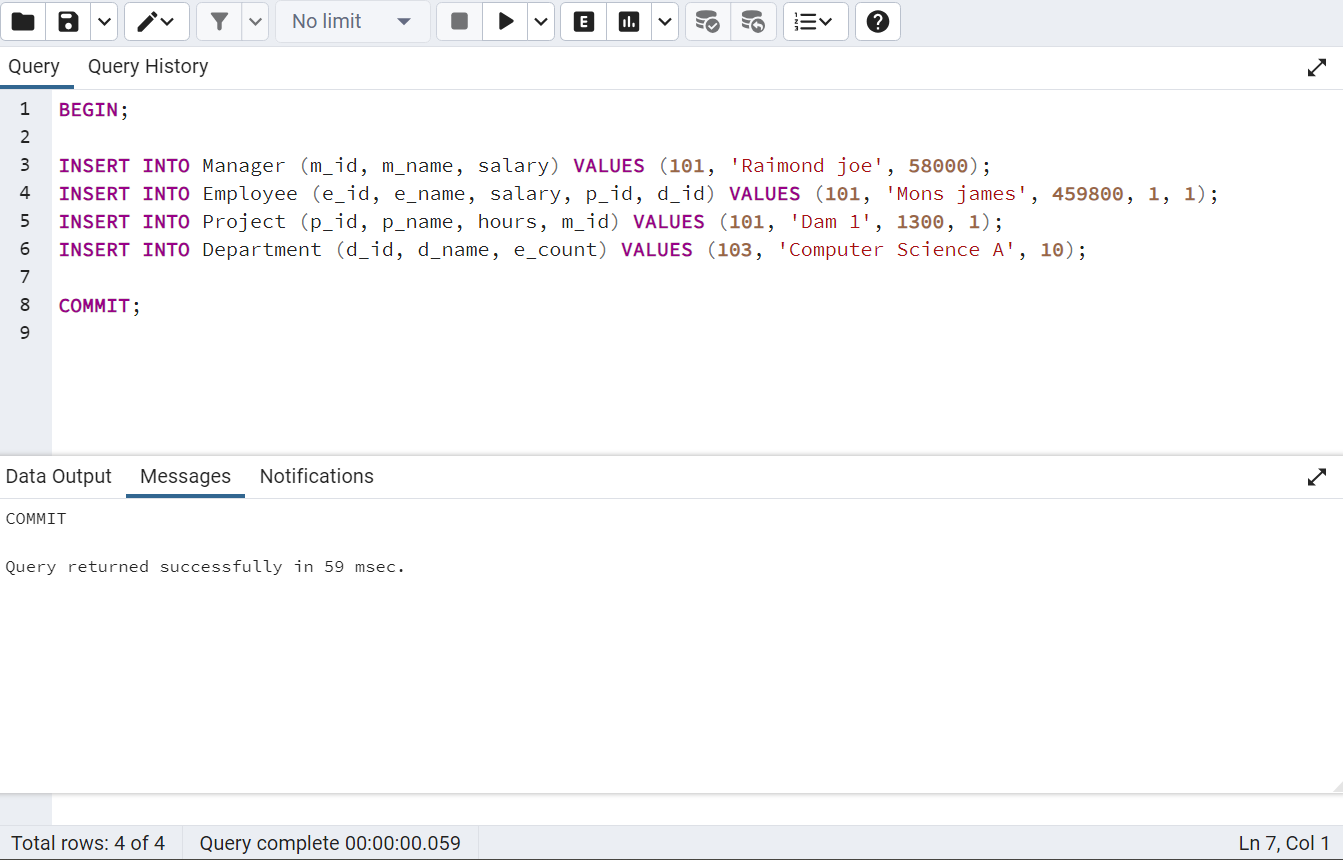 No limit
E
Query Query History
1 BEGIN;
2
3 INSERT INTO Manager (m_id, m_name, salary) VALUES (101, 'Raimond joe', 58000);
4 INSERT INTO Employee (e_id, e_name, salary, p_id, d_id) VALUES (101, 'Mons james', 459800, 1, 1);
5 INSERT INTO Project (p_id, p_name, hours, m_id) VALUES (101, 'Dam 1', 1300, 1);
6 INSERT INTO Department (d_id, d_name, e_count) VALUES (103, 'Computer Science A', 10);
7
8 COMMIT;
9
Data Output Messages Notifications
COMMIT
Query returned successfully in 59 msec.
Total rows: 4 of 4 Query complete 00:00:00.059 Ln 7, Col 1